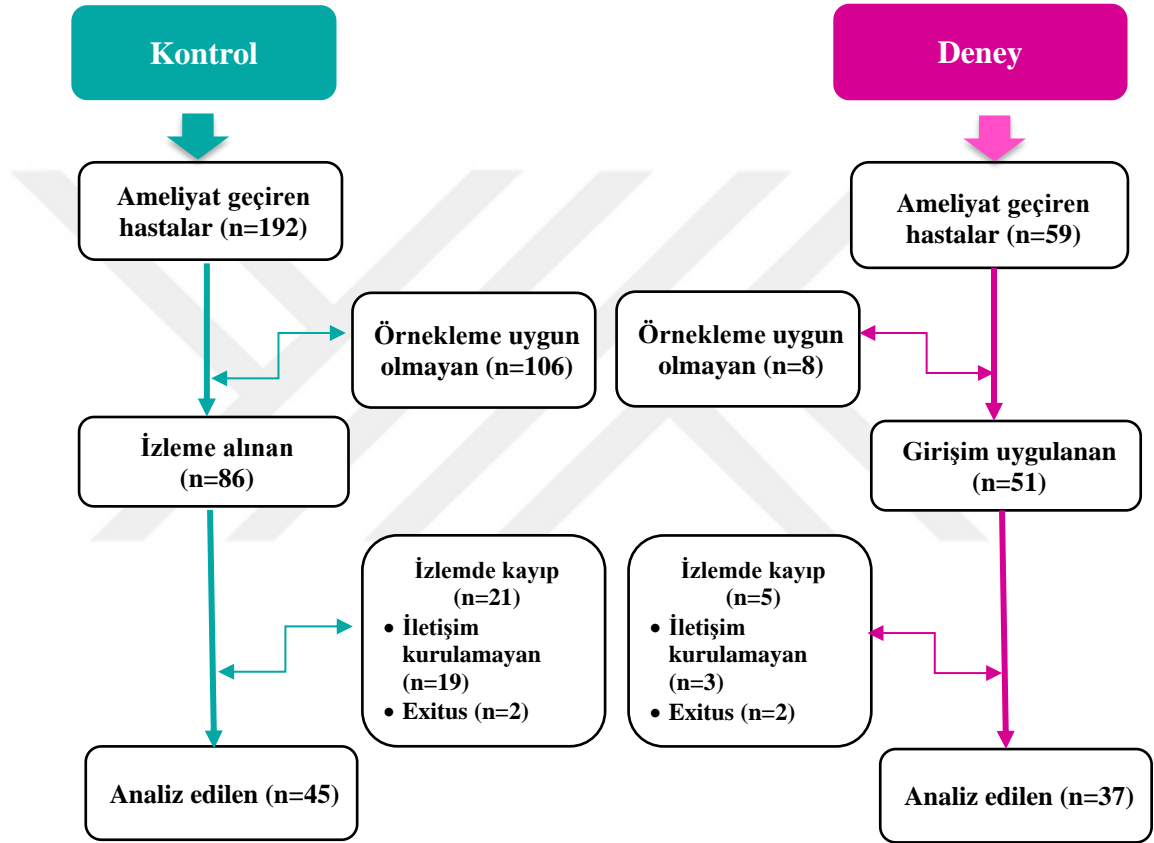 Kontrol
Deney
Ameliyat geçiren
hastalar (n=192)
Ameliyat geçiren
hastalar (n=59)
Örnekleme uygun
olmayan (n=106)
Örnekleme uygun
olmayan (n=8)
İzleme alınan
(n=86)
Girişim uygulanan
(n=51)
İzlemde kayıp
(n=21)
• İletişim
kurulamayan
(n=19)
• Exitus (n=2)
İzlemde kayıp
(n=5)
• İletişim
kurulamayan
(n=3)
• Exitus (n=2)
Analiz edilen (n=45)
Analiz edilen (n=37)